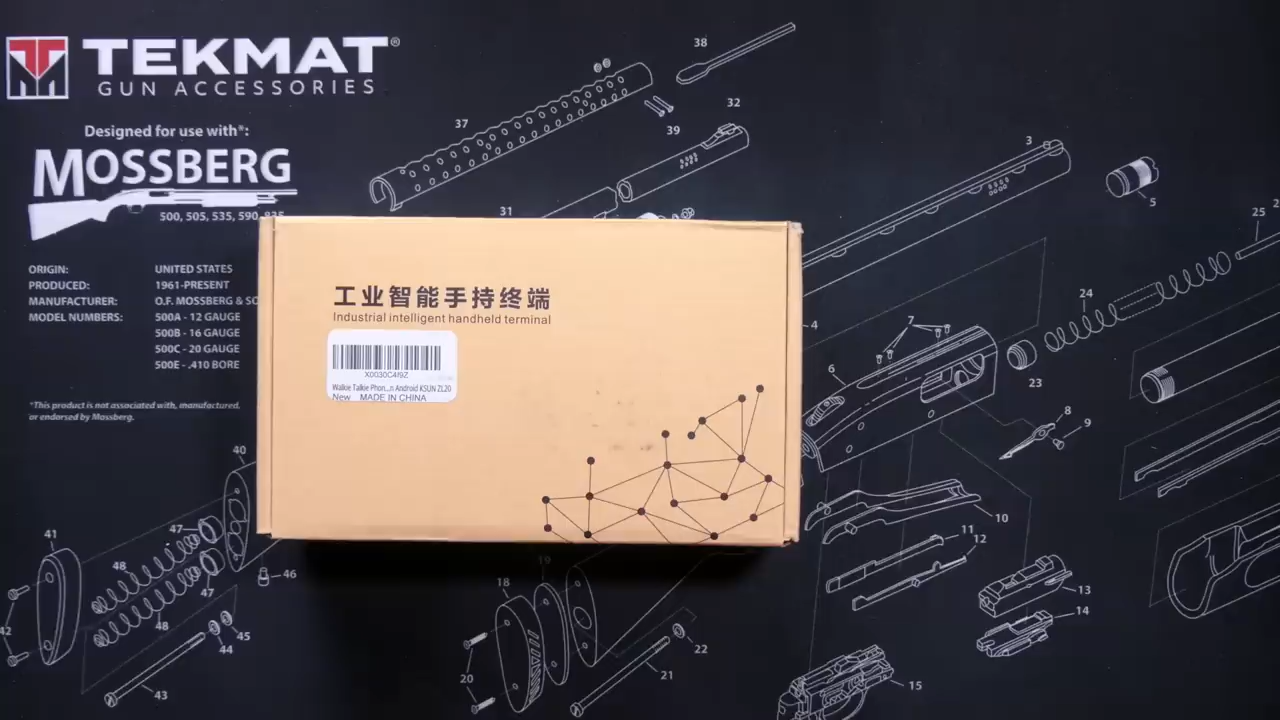 TEKMAT®
GUN ACCESSORIES
Designed for use with*:
MOSSBERG
500, 505, 535, 590, 835
ORIGIN: UNITED STATES
PRODUCED: 1961-PRESENT
MANUFACTURER: O.F. MOSSBERG & SO
MODEL NUMBERS: 500A - 12 GAUGE
500B - 16 GAUGE
500C - 20 GAUGE
500E - .410 BORE
*This product is not associated with, manufactured,
or endorsed by Mossberg.
工业智能手持终端
Industrial intelligent handheld terminal
X0030C4I9Z
Walkie Talkie Phon...n Android KSUN ZL20
New MADE IN CHINA
38
37
32
39
31
3
5
25
24
4
7
6
23
8
9
10
11
12
13
14
15
40
41
47
48
47
48
46
45
44
43
42
19
18
22
21
20